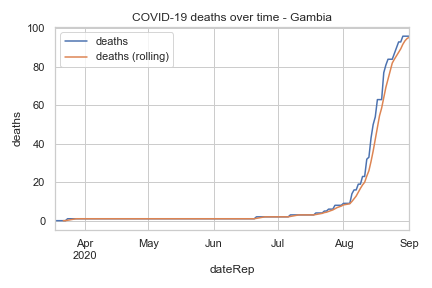 COVID-19 deaths over time - Gambia
deaths
deaths (rolling)
100
80
60
40
20
0
deaths
Apr
2020
May
Jun
Jul
Aug
Sep
dateRep